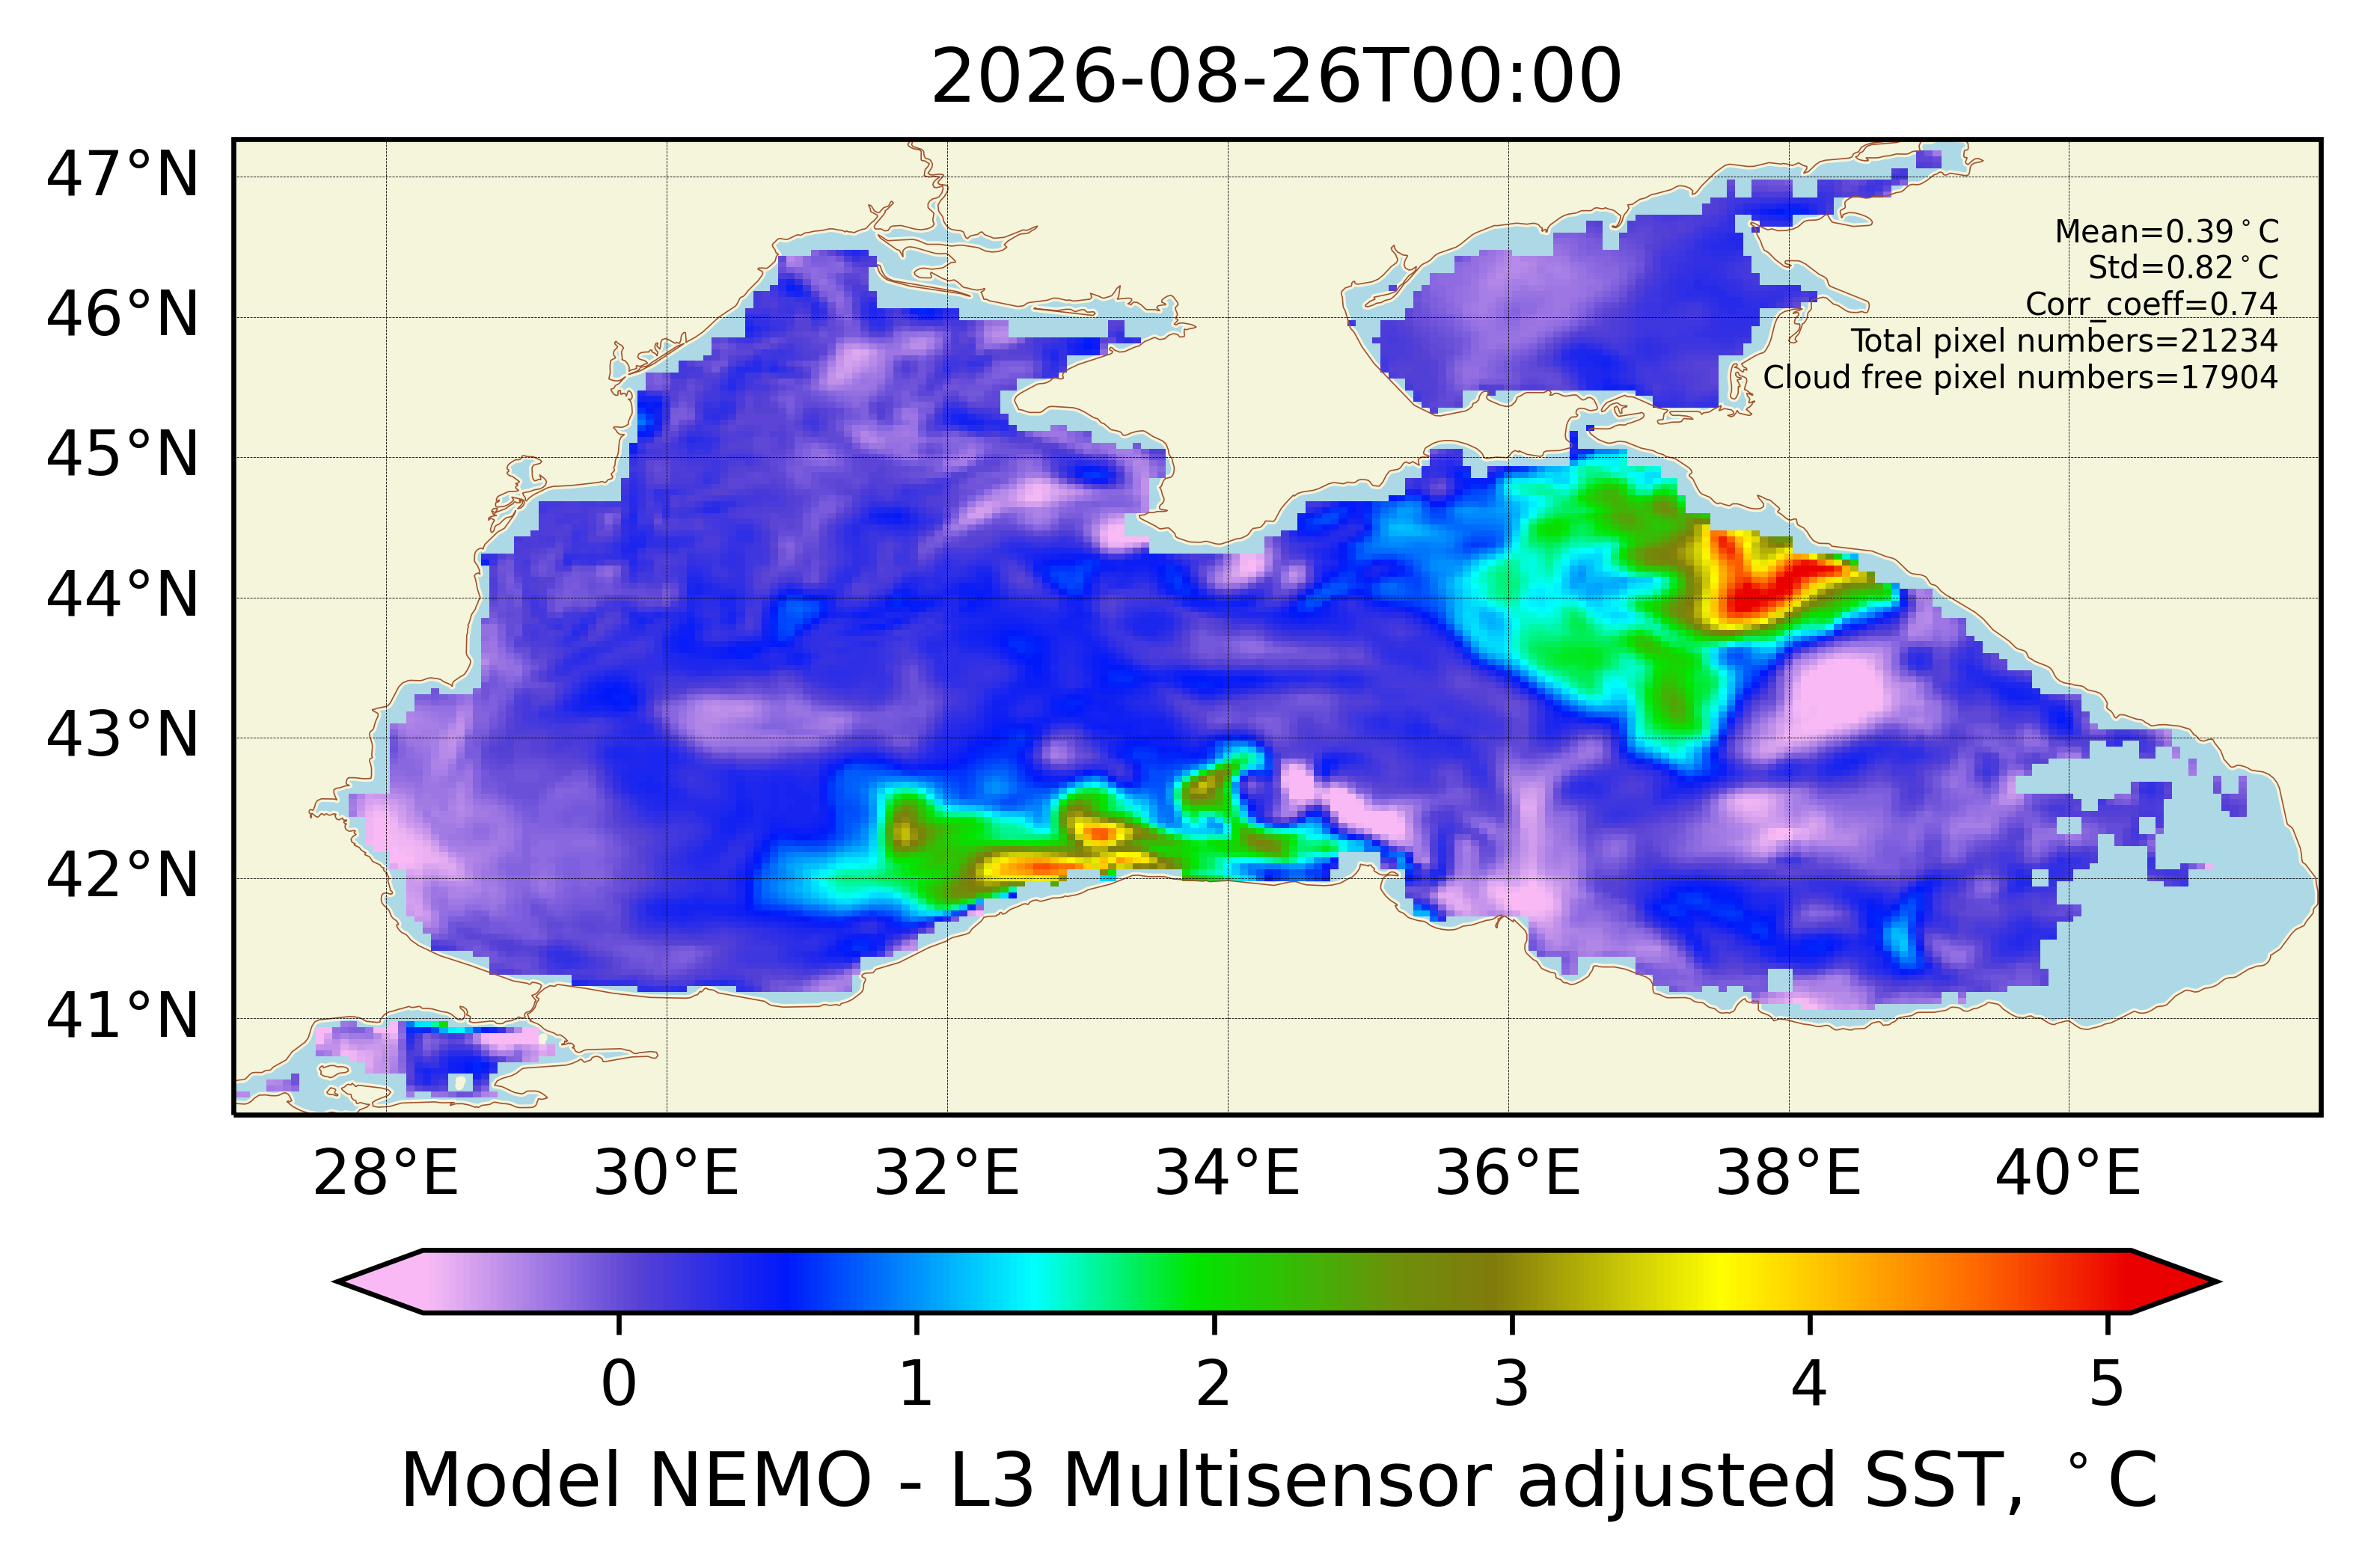 2026-08-26T00:00
47°N
46°N
45°N
44°N
43°N
42°N
41°N
Mean=0.39°C
Std=0.82°C
Corr_coeff=0.74
Total pixel numbers=21234
Cloud free pixel numbers=17904
28°E 30°E 32°E 34°E 36°E 38°E 40°E
0 1 2 3 4 5
Model NEMO - L3 Multisensor adjusted SST, °C